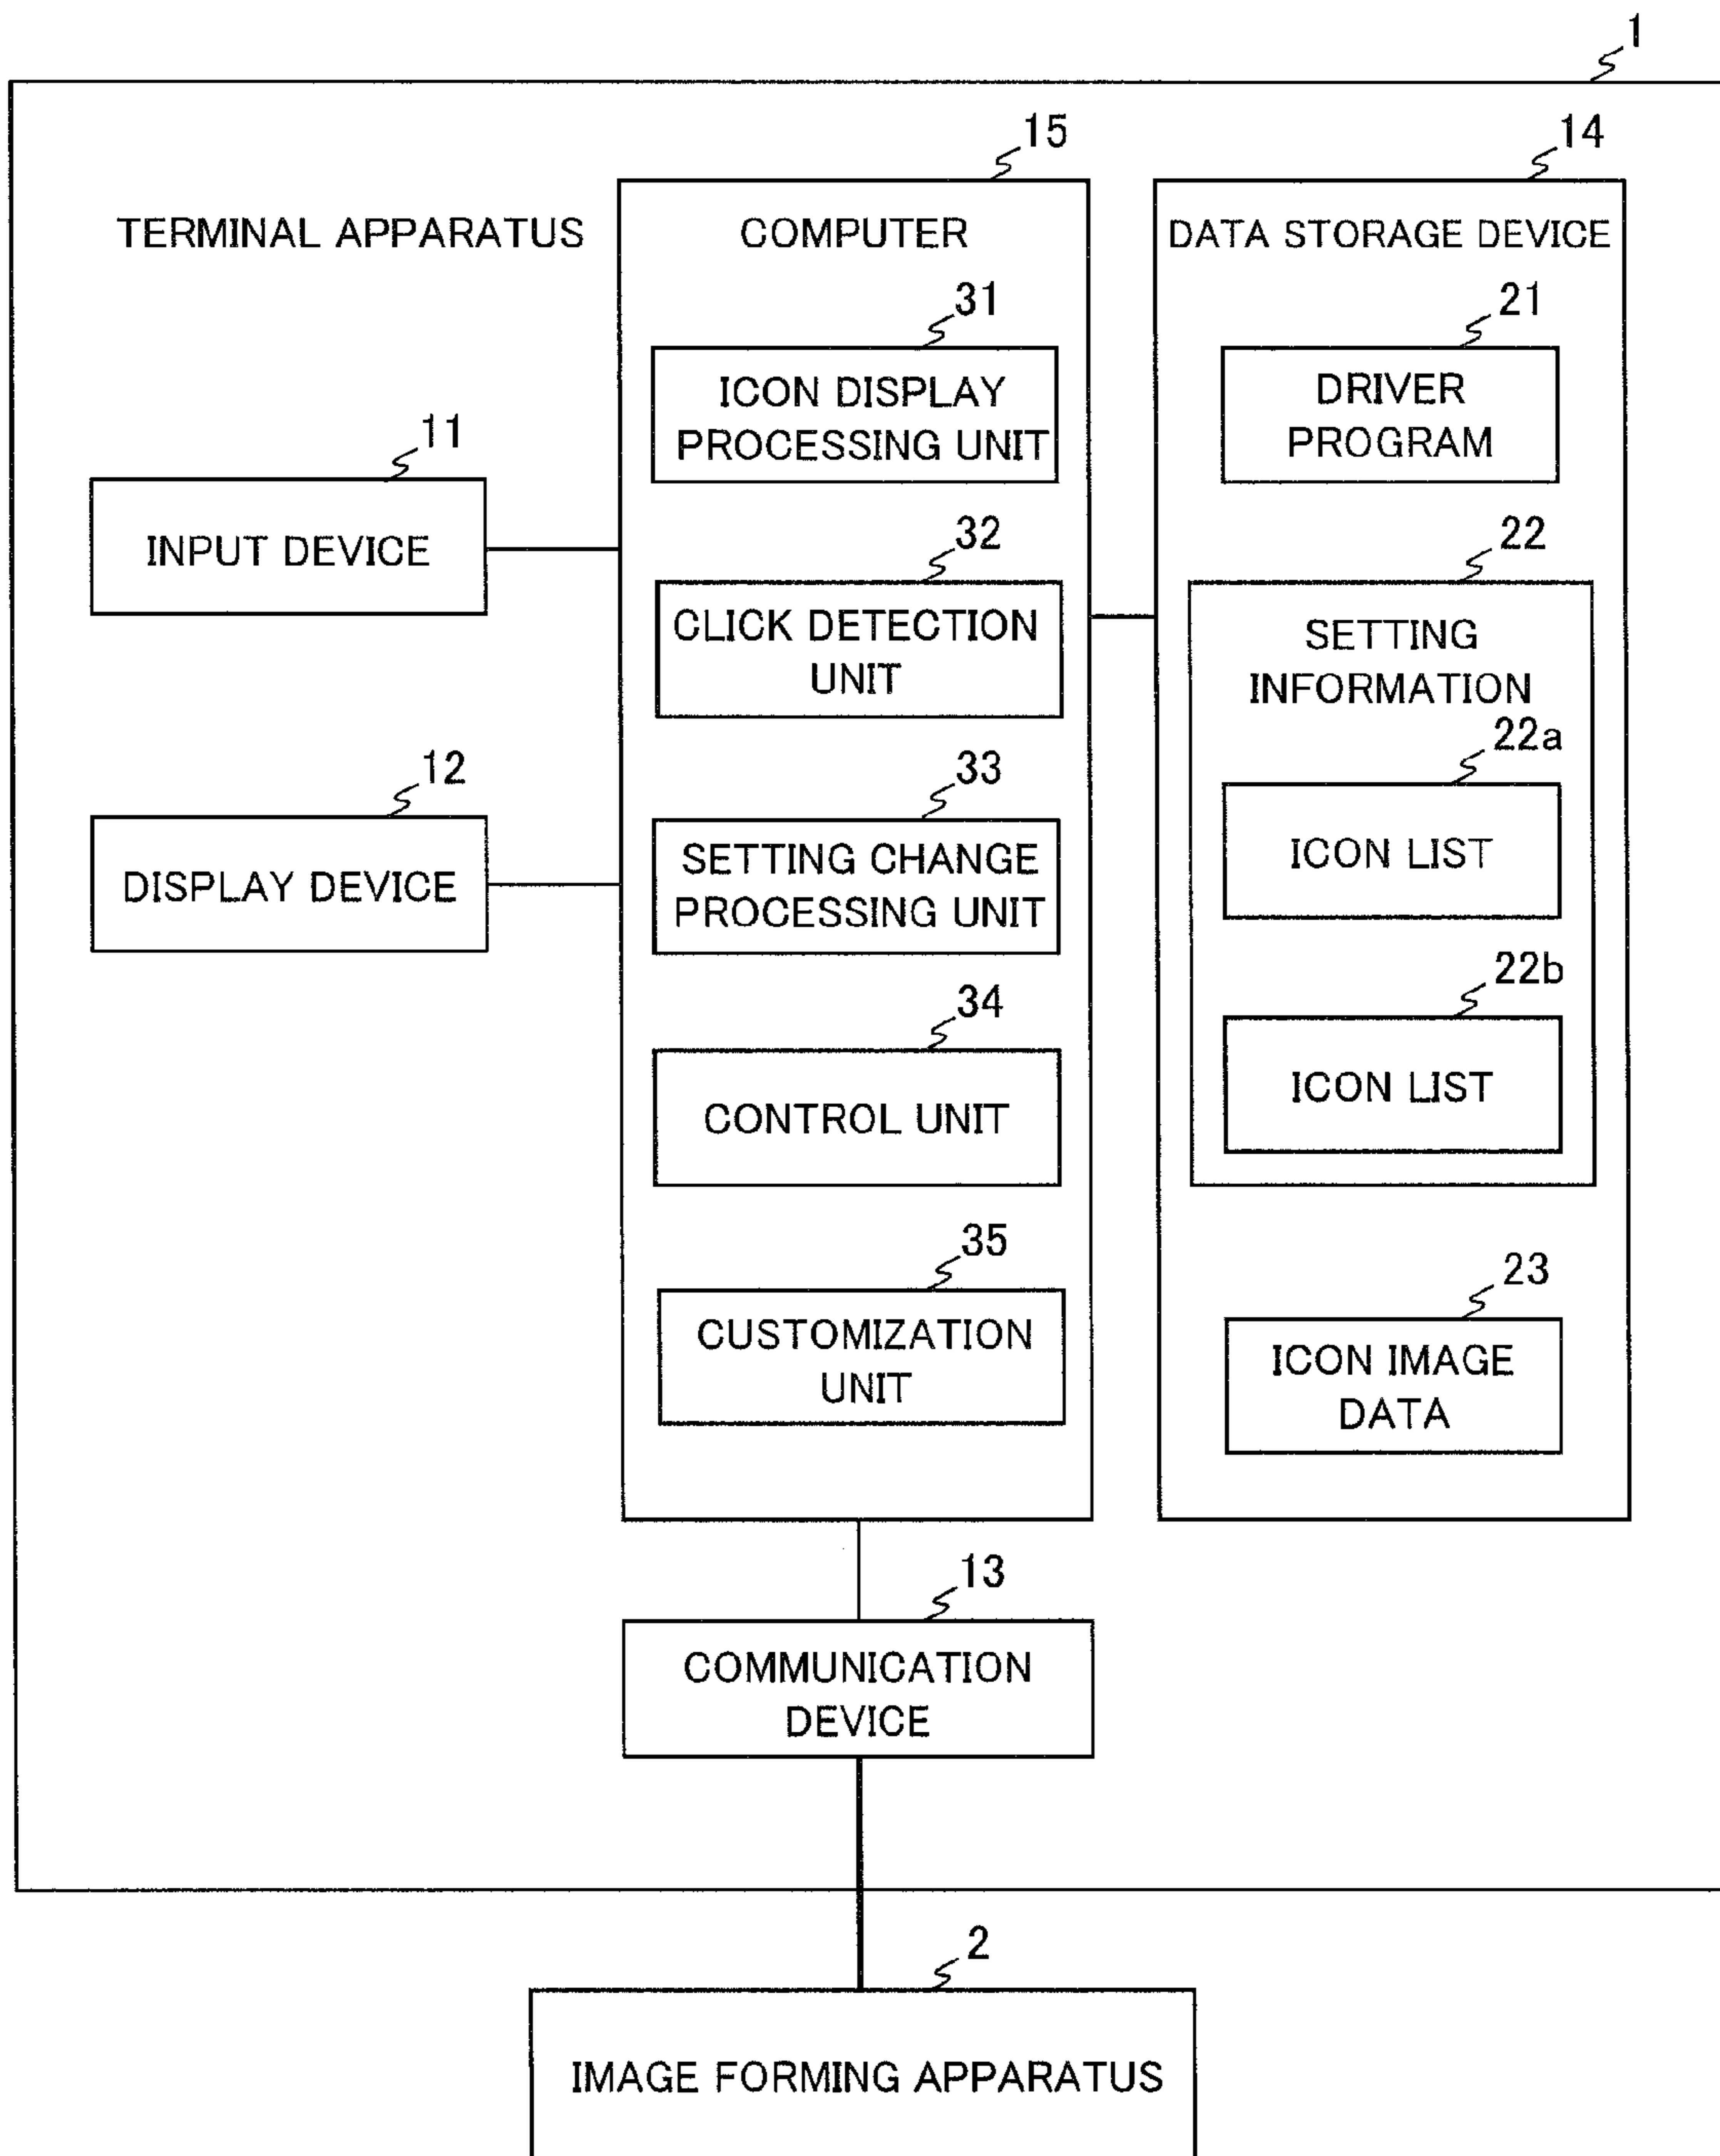 1
15
14
TERMINAL APPARATUS
COMPUTER
DATA STORAGE DEVICE
31
ICON DISPLAY
PROCESSING UNIT
21
DRIVER
PROGRAM
11
INPUT DEVICE
32
CLICK DETECTION
UNIT
22
SETTING
INFORMATION
22a
ICON LIST
12
DISPLAY DEVICE
33
SETTING CHANGE
PROCESSING UNIT
22b
ICON LIST
34
CONTROL UNIT
35
CUSTOMIZATION
UNIT
23
ICON IMAGE
DATA
13
COMMUNICATION
DEVICE
2
IMAGE FORMING APPARATUS